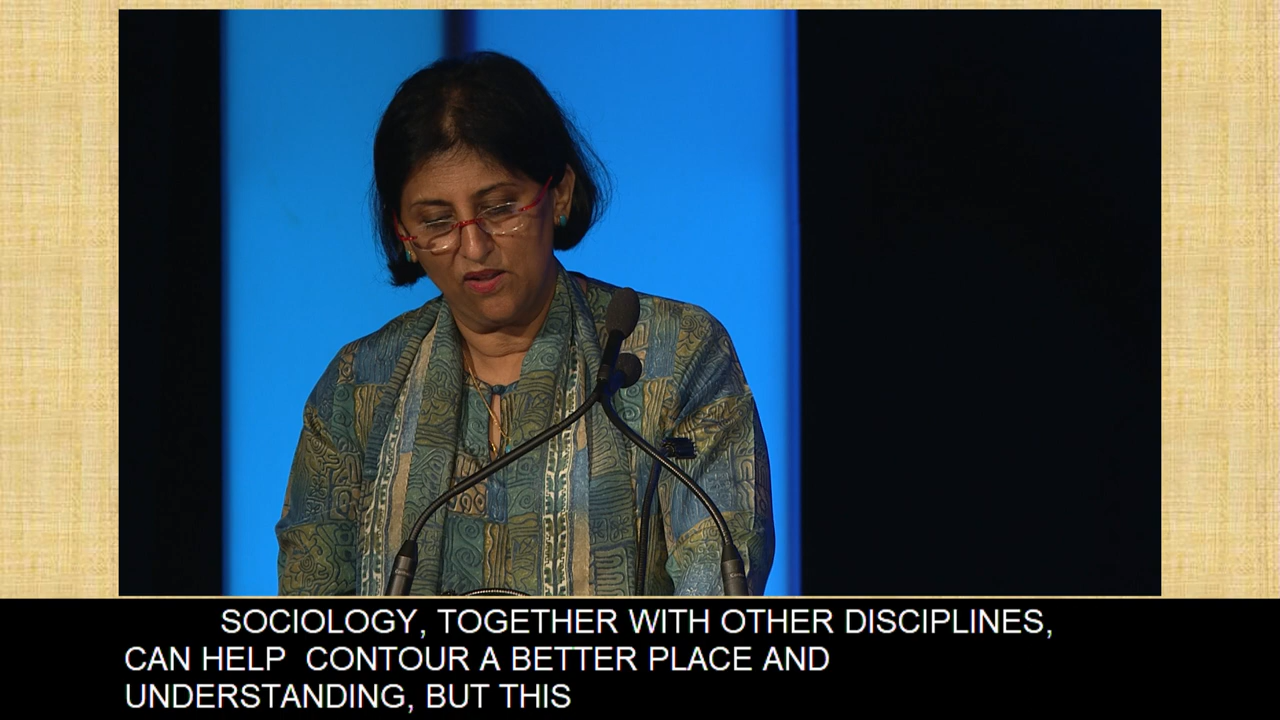 SOCIOLOGY, TOGETHER WITH OTHER DISCIPLINES,
CAN HELP  CONTOUR A BETTER PLACE AND
UNDERSTANDING, BUT THIS